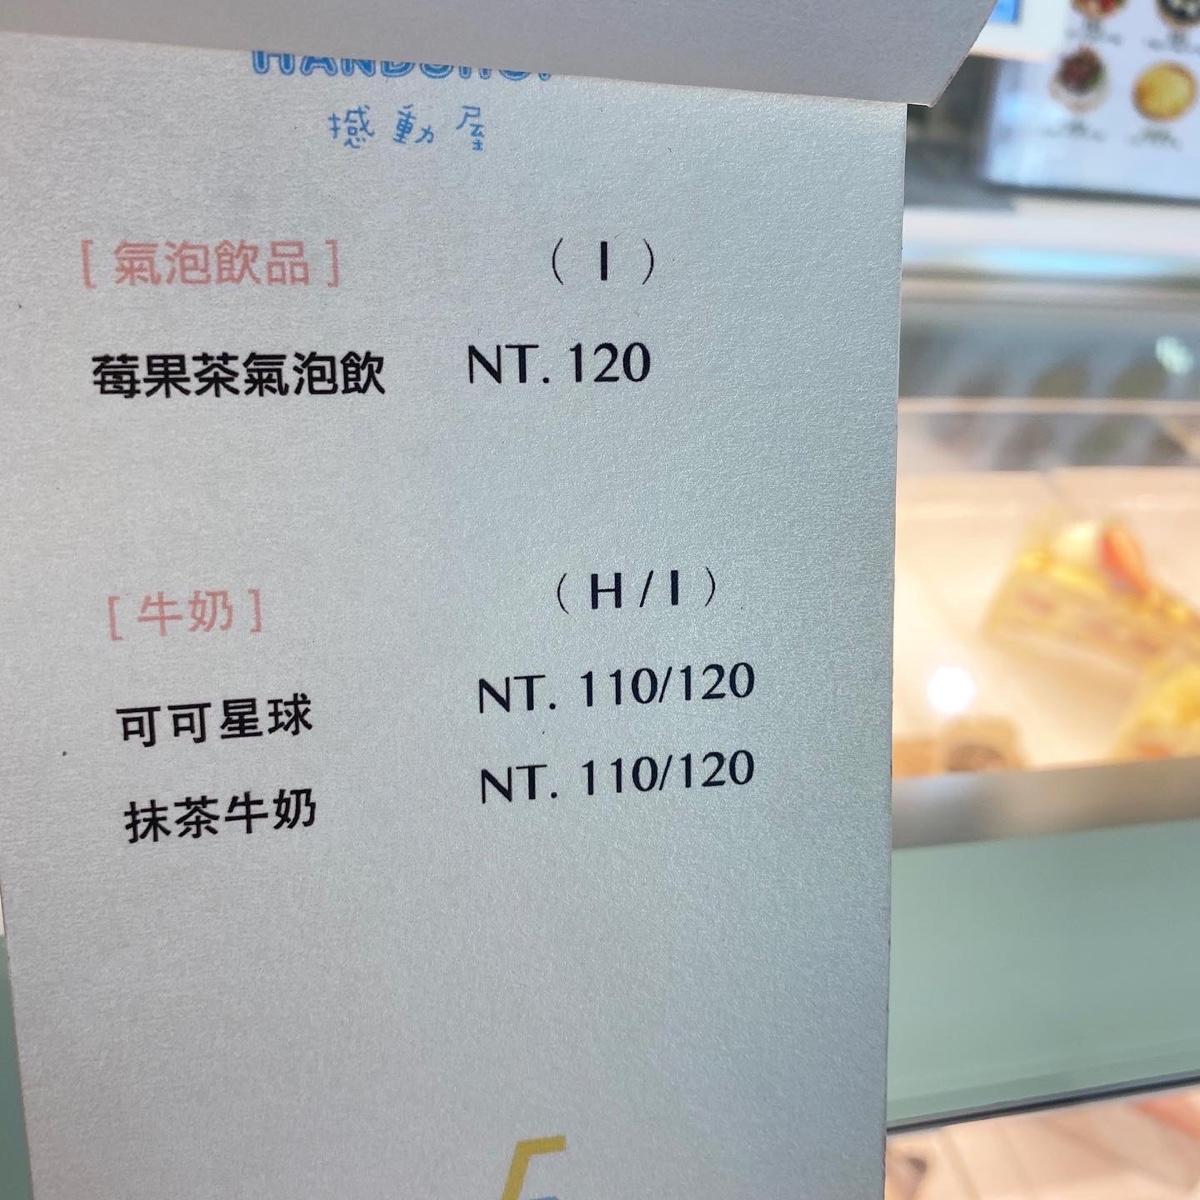 撼動屋
[ 氣泡飲品 ] ( I )
莓果茶氣泡飲 NT. 120
[ 牛奶 ] ( H / I )
可可星球 NT. 110/120
抹茶牛奶 NT. 110/120